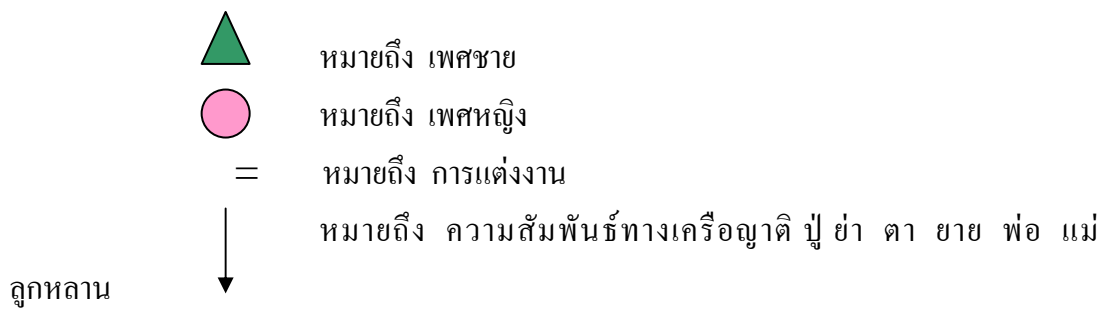 หมายถึง เพศชาย
หมายถึง เพศหญิง
= หมายถึง การแต่งงาน
หมายถึง ความสัมพันธ์ทางเครือญาติ ปู่ ย่า ตา ยาย พ่อ แม่
ลูกหลาน